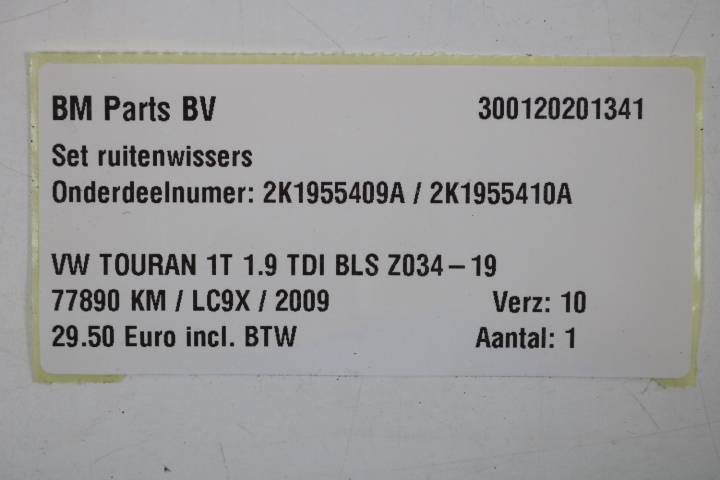 BM Parts BV 300120201341
Set ruitenwissers
Onderdeelnumer: 2K1955409A / 2K1955410A
VW TOURAN 1T 1.9 TDI BLS Z034-19
77890 KM / LC9X / 2009 Verz: 10
29.50 Euro incl. BTW Aantal: 1